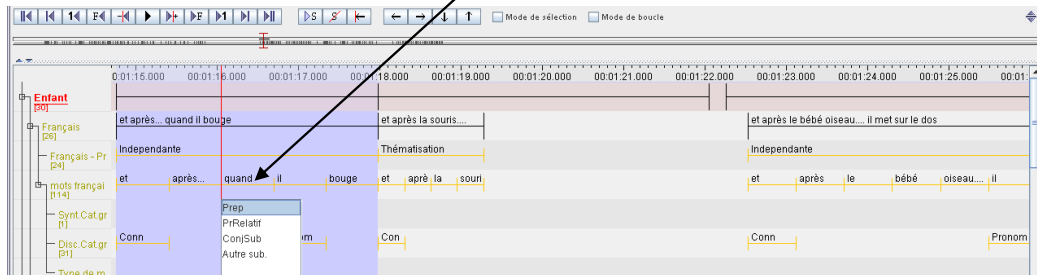 1 F F 1 S S Mode de sélection Mode de boucle
0:01:15.000 00:01:16.000 00:01:17.000 00:01:18.000 00:01:19.000 00:01:20.000 00:01:21.000 00:01:22.000 00:01:23.000 00:01:24.000 00:01:25.000 00:01:
Enfant
[30]
et après... quand il bouge et après la souris.... et après le bébé oiseau.... il met sur le dos
Français
[26]
Independante Thématisation Independante
Français - Pr
[24]
et après... quand il bouge et aprè la souri et après le bébé oiseau.... il
mots françai
[114]
Prep
Synt.Cat.gr
[1]
PrRelatif
Conn ConjSub om Con Conn Pronom
Disc.Cat.gr
[31]
Autre sub.
Type de m